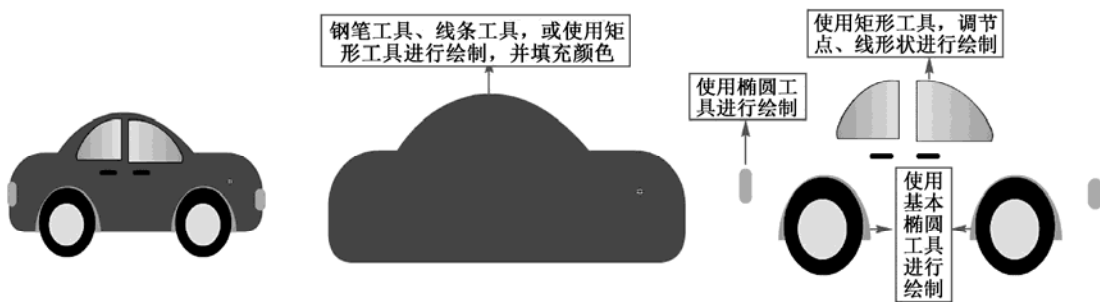 钢笔工具、线条工具，或使用矩
形工具进行绘制，并填充颜色
使用椭圆工
具进行绘制
使用矩形工具，调节
点、线形状进行绘制
使用
基本
椭圆
工具
进行
绘制